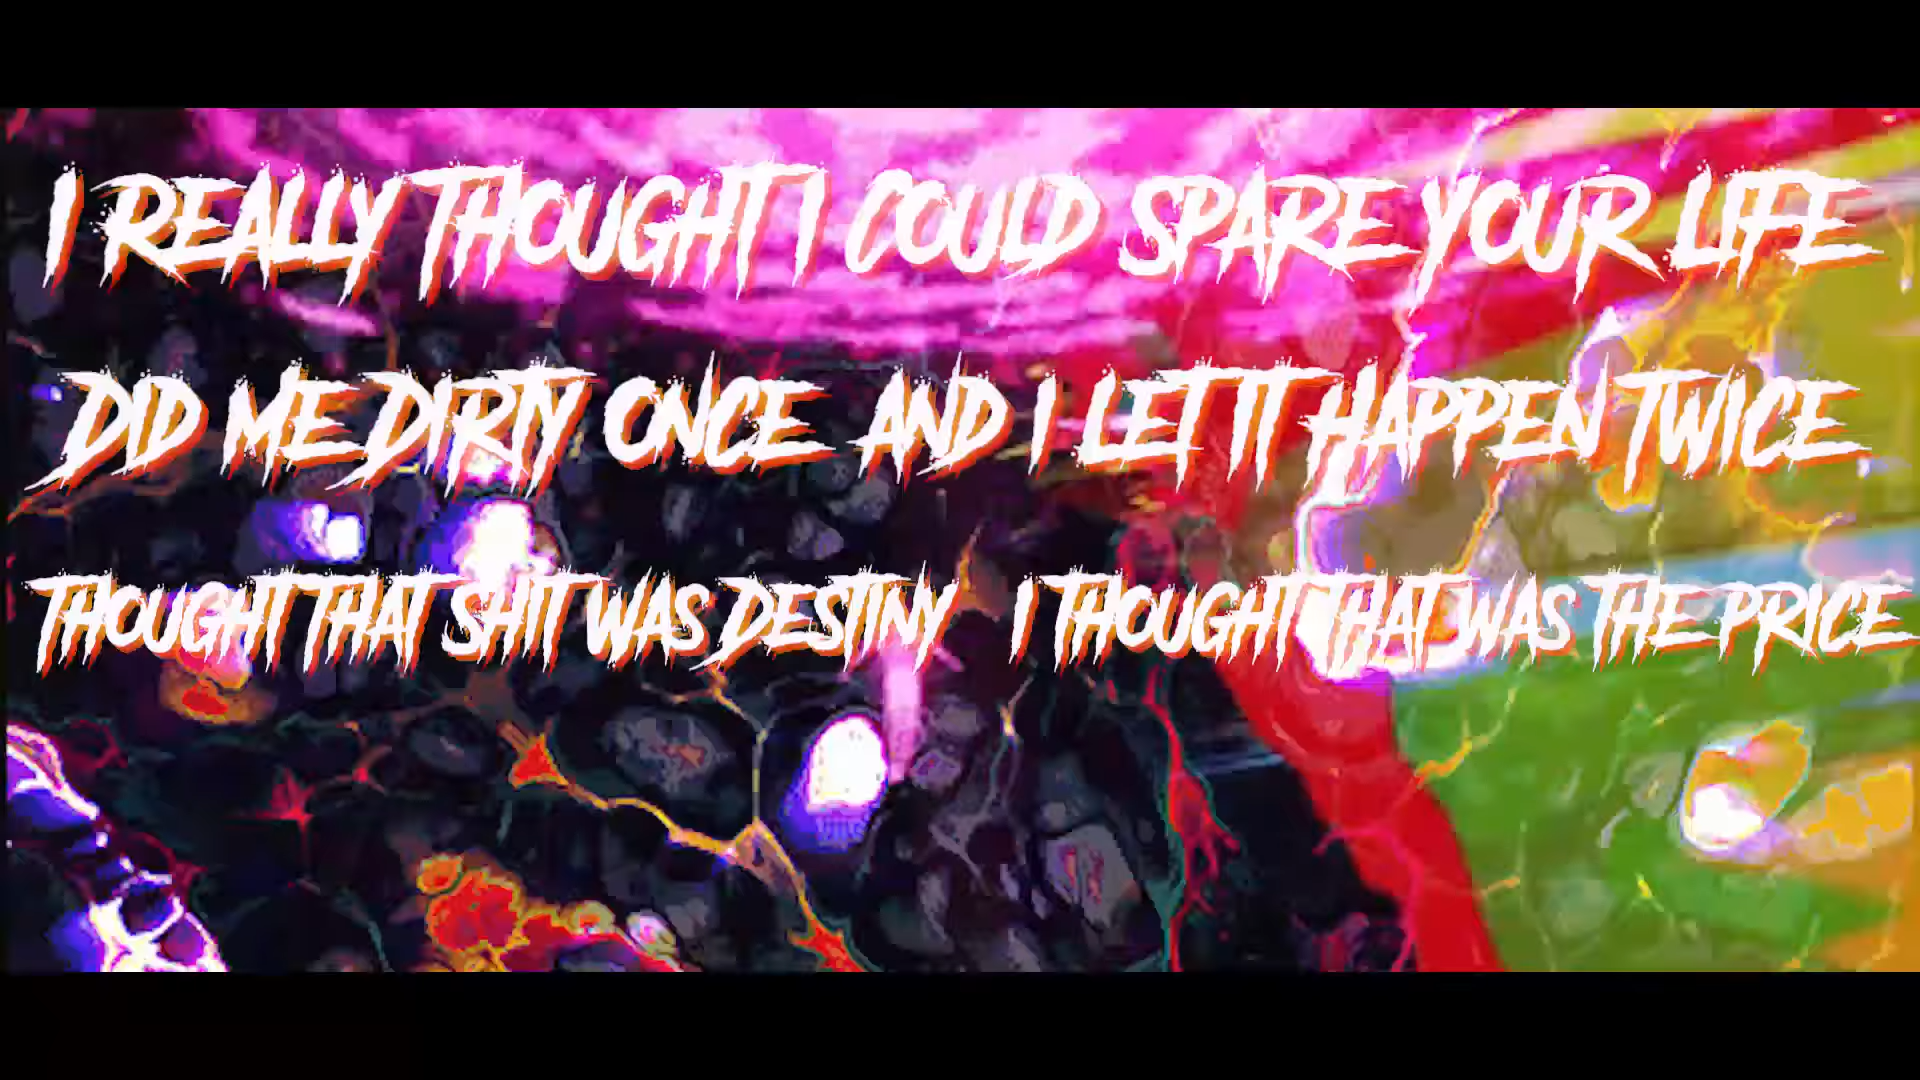 I REALLY THOUGHT I COULD SPARE YOUR LIFE
DID ME DIRTY ONCE AND I LET IT HAPPEN TWICE
THOUGHT THAT SHIT WAS DESTINY I THOUGHT THAT WAS THE PRICE